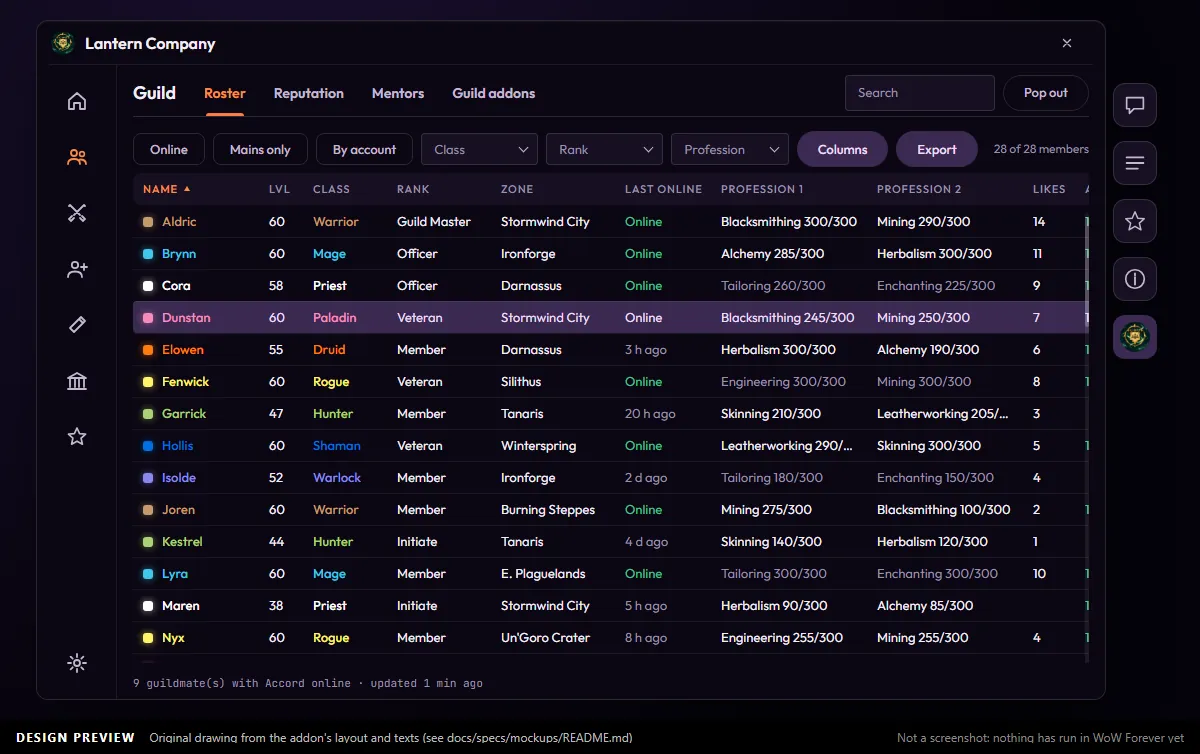 Lantern Company
Guild Roster Reputation Mentors Guild addons Search Pop out
Online Mains only By account Class Rank Profession Columns Export 28 of 28 members
NAME LVL CLASS RANK ZONE LAST ONLINE PROFESSION 1 PROFESSION 2 LIKES
Aldric 60 Warrior Guild Master Stormwind City Online Blacksmithing 300/300 Mining 290/300 14
Brynn 60 Mage Officer Ironforge Online Alchemy 285/300 Herbalism 300/300 11
Cora 58 Priest Officer Darnassus Online Tailoring 260/300 Enchanting 225/300 9
Dunstan 60 Paladin Veteran Stormwind City Online Blacksmithing 245/300 Mining 250/300 7
Elowen 55 Druid Member Darnassus 3 h ago Herbalism 300/300 Alchemy 190/300 6
Fenwick 60 Rogue Veteran Silithus Online Engineering 300/300 Mining 300/300 8
Garrick 47 Hunter Member Tanaris 20 h ago Skinning 210/300 Leatherworking 205/... 3
Hollis 60 Shaman Veteran Winterspring Online Leatherworking 290/... Skinning 300/300 5
Isolde 52 Warlock Member Ironforge 2 d ago Tailoring 180/300 Enchanting 150/300 4
Joren 60 Warrior Member Burning Steppes Online Mining 275/300 Blacksmithing 100/300 2
Kestrel 44 Hunter Initiate Tanaris 4 d ago Skinning 140/300 Herbalism 120/300 1
Lyra 60 Mage Member E. Plaguelands Online Tailoring 300/300 Enchanting 300/300 10
Maren 38 Priest Initiate Stormwind City 5 h ago Herbalism 90/300 Alchemy 85/300
Nyx 60 Rogue Member Un'Goro Crater 8 h ago Engineering 255/300 Mining 255/300 4
9 guildmate(s) with Accord online · updated 1 min ago
DESIGN PREVIEW Original drawing from the addon's layout and texts (see docs/specs/mockups/README.md) Not a screenshot: nothing has run in WoW Forever yet